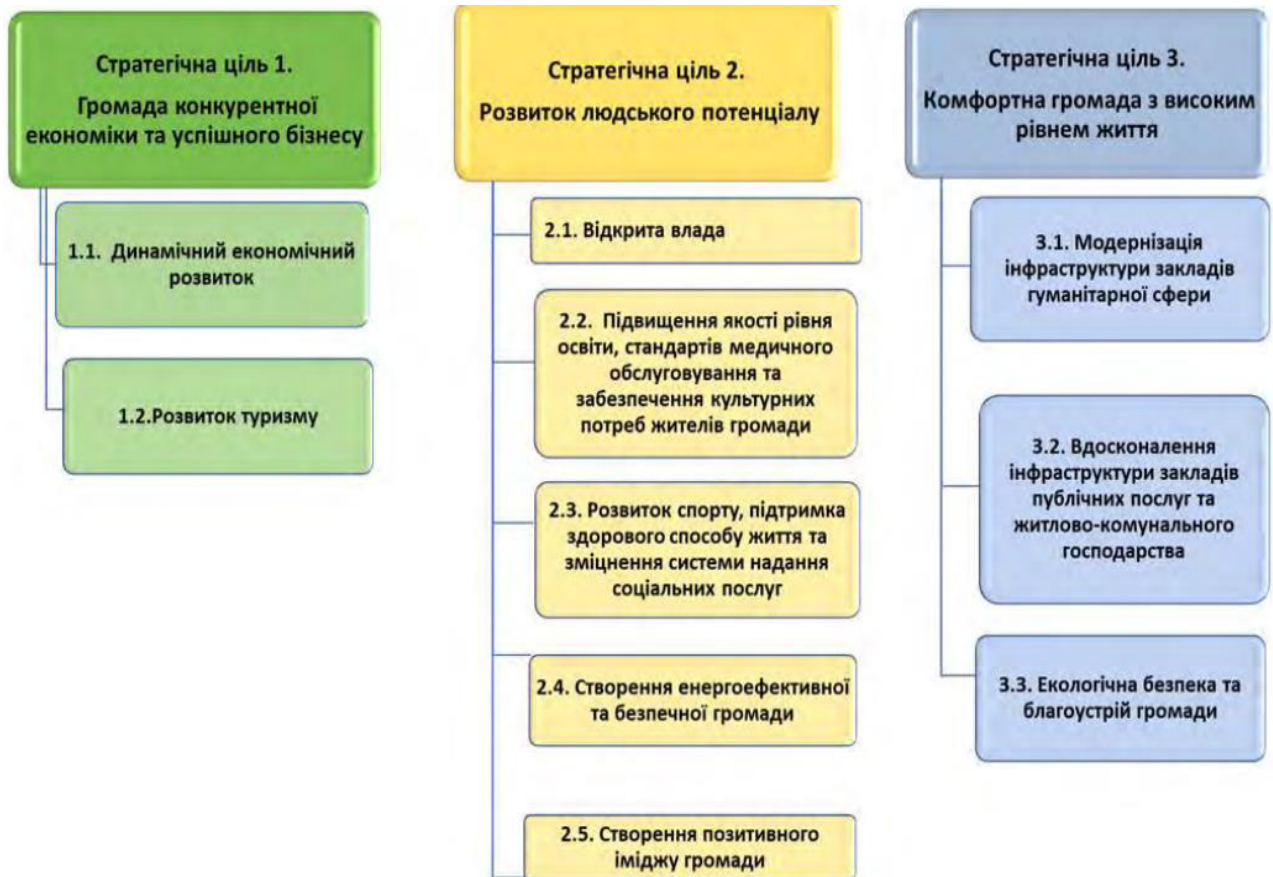 Стратегічна ціль 1.
Громада конкурентної
економіки та успішного бізнесу
1.1. Динамічний економічний
розвиток
1.2.Розвиток туризму
Стратегічна ціль 2.
Розвиток людського потенціалу
2.1. Відкрита влада
2.2. Підвищення якості рівня
освіти, стандартів медичного
обслуговування та
забезпечення культурних
потреб жителів громади
2.3. Розвиток спорту, підтримка
здорового способу життя та
зміцнення системи надання
соціальних послуг
2.4. Створення енергоефективної
та безпечної громади
2.5. Створення позитивного
іміджу громади
Стратегічна ціль 3.
Комфортна громада з високим
рівнем життя
3.1. Модернізація
інфраструктури закладів
гуманітарної сфери
3.2. Вдосконалення
інфраструктури закладів
публічних послуг та
житлово-комунального
господарства
3.3. Екологічна безпека та
благоустрій громади